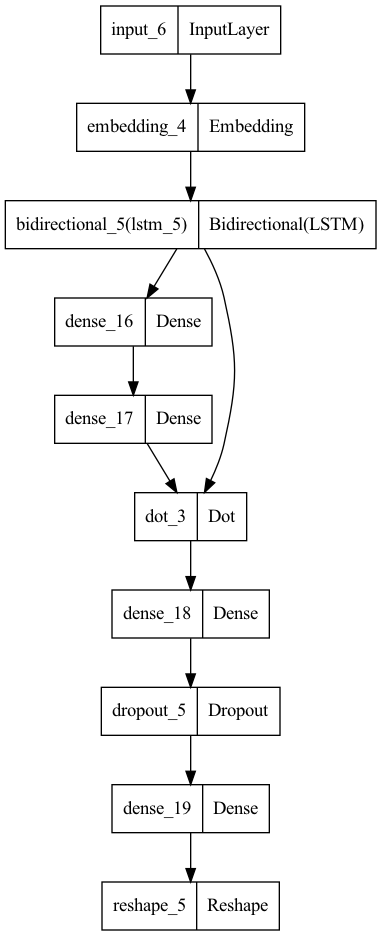 input_6 InputLayer
embedding_4 Embedding
bidirectional_5(lstm_5) Bidirectional(LSTM)
dense_16 Dense
dense_17 Dense
dot_3 Dot
dense_18 Dense
dropout_5 Dropout
dense_19 Dense
reshape_5 Reshape